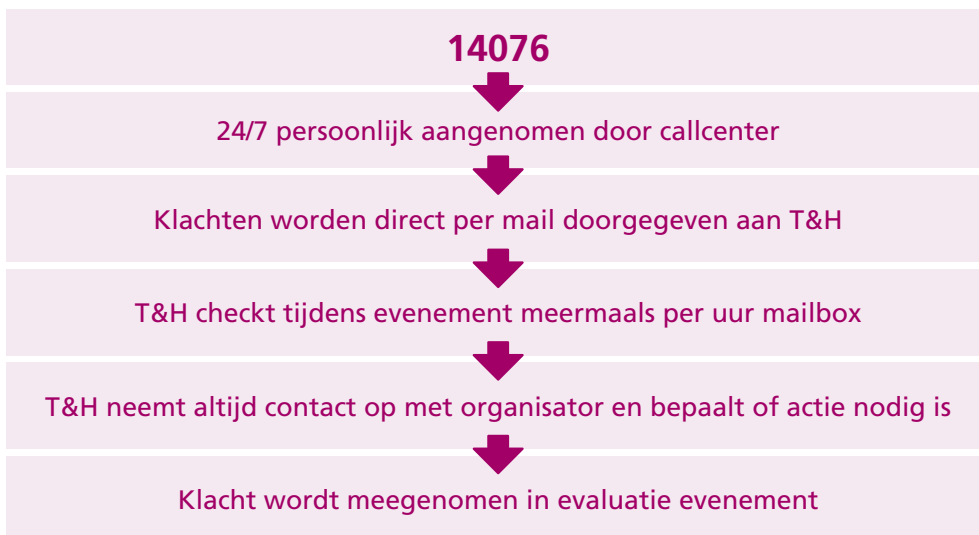 14076
24/7 persoonlijk aangenomen door callcenter
Klachten worden direct per mail doorgegeven aan T&H
T&H checkt tijdens evenement meermaals per uur mailbox
T&H neemt altijd contact op met organisator en bepaalt of actie nodig is
Klacht wordt meegenomen in evaluatie evenement